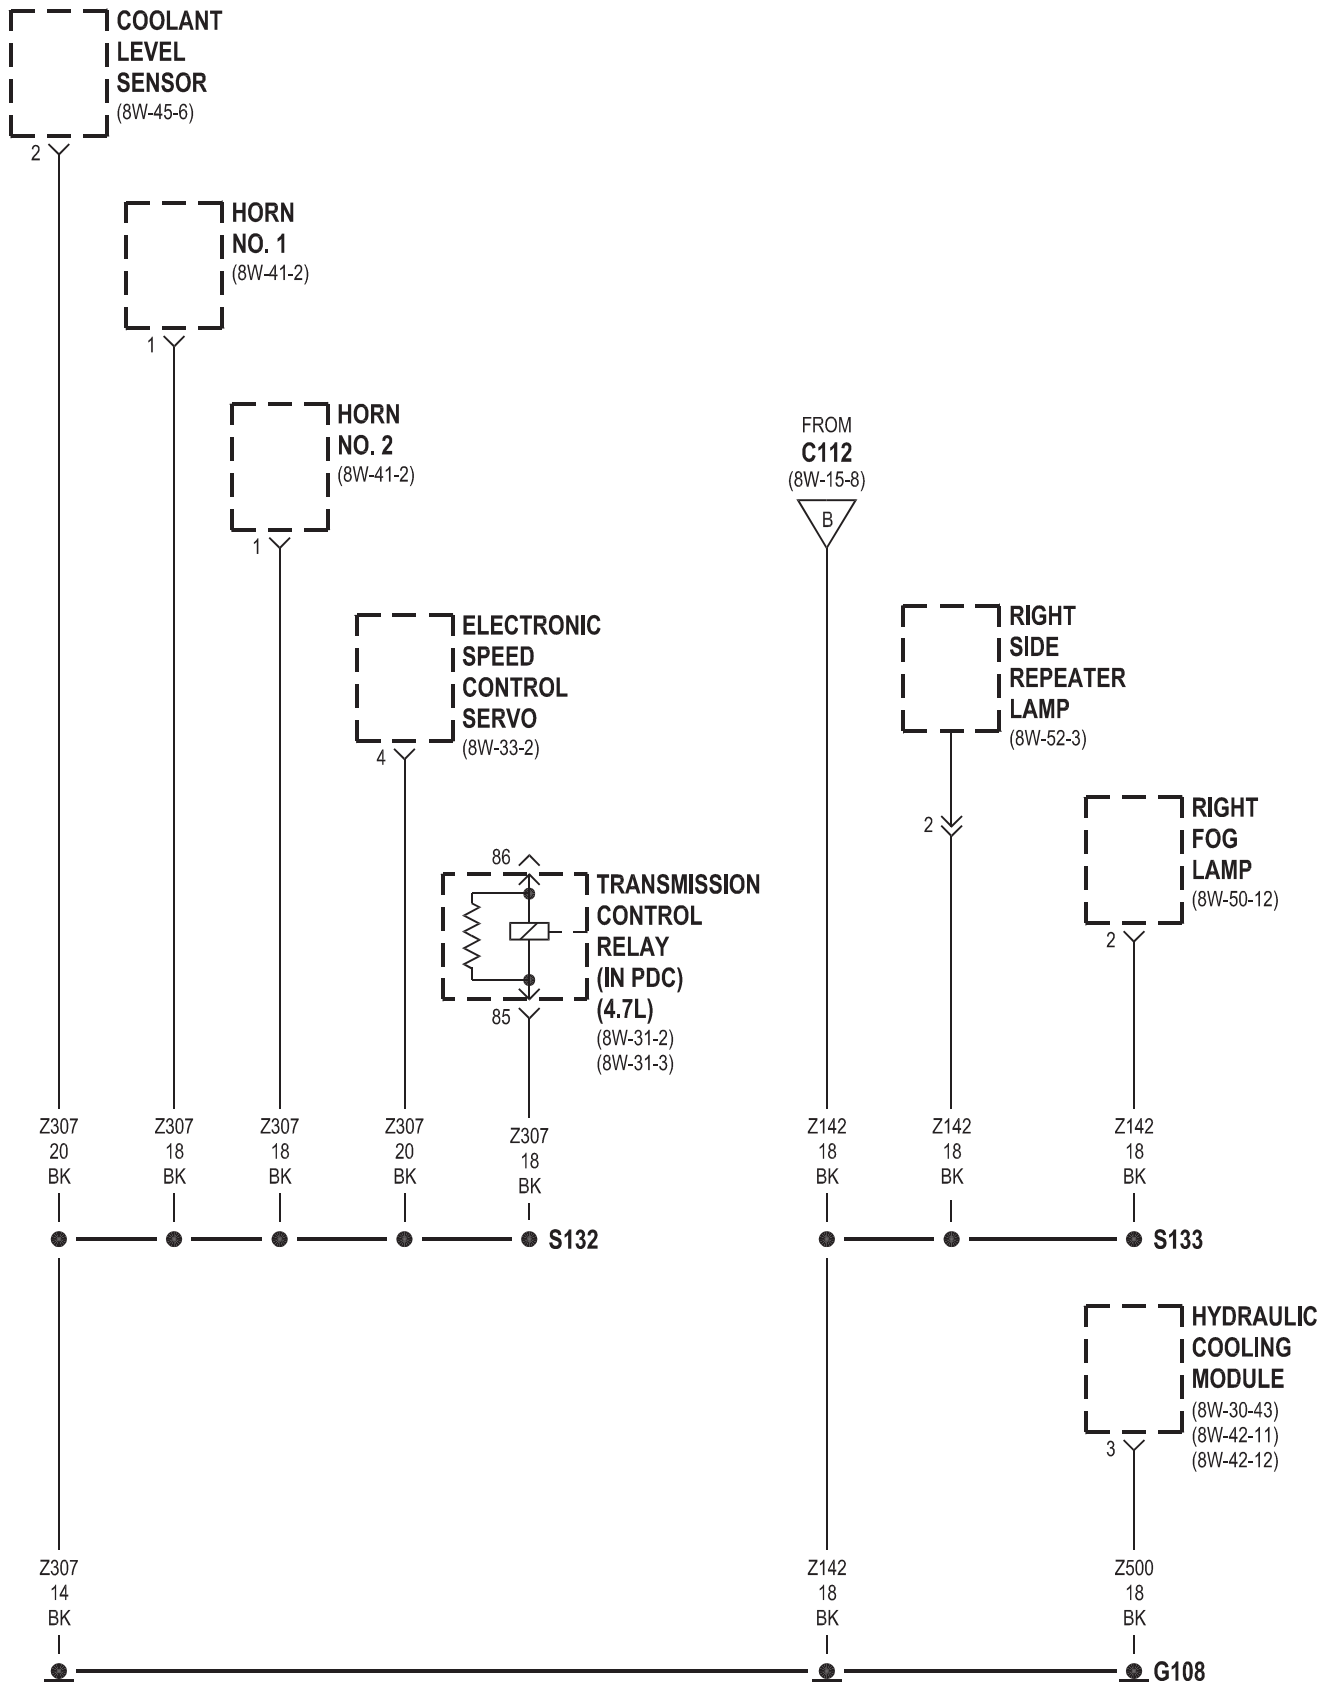 COOLANT
LEVEL
SENSOR
(8W-45-6)
2
HORN
NO. 1
(8W-41-2)
1
HORN
NO. 2
(8W-41-2)
1
FROM
C112
(8W-15-8)
B
ELECTRONIC
SPEED
CONTROL
SERVO
(8W-33-2)
4
RIGHT
SIDE
REPEATER
LAMP
(8W-52-3)
2
RIGHT
FOG
LAMP
(8W-50-12)
2
86
TRANSMISSION
CONTROL
RELAY
(IN PDC)
(4.7L)
(8W-31-2)
(8W-31-3)
85
Z307
20
BK
Z307
18
BK
Z307
18
BK
Z307
20
BK
Z307
18
BK
Z142
18
BK
Z142
18
BK
Z142
18
BK
S132
S133
HYDRAULIC
COOLING
MODULE
(8W-30-43)
(8W-42-11)
(8W-42-12)
3
Z307
14
BK
Z142
18
BK
Z500
18
BK
G108